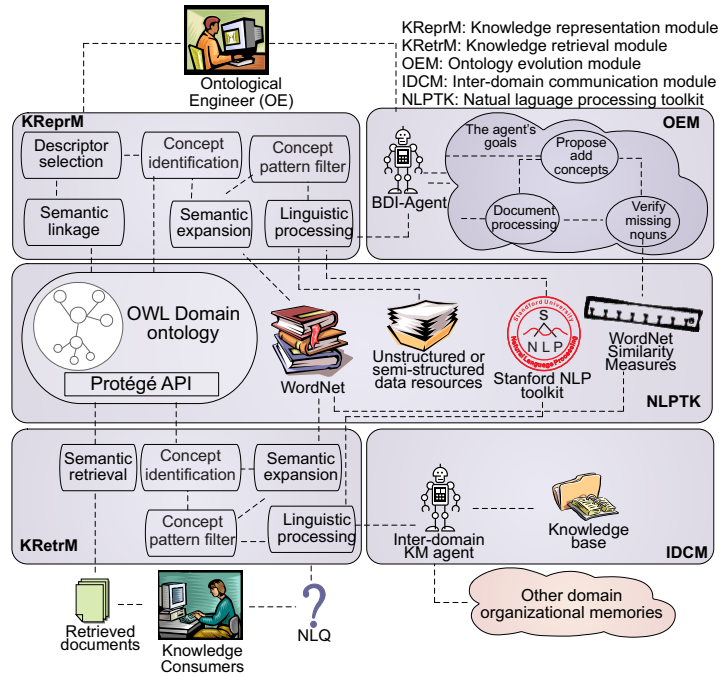 KReprM: Knowledge representation module
KRetrM: Knowledge retrieval module
OEM: Ontology evolution module
IDCM: Inter-domain communication module
NLPTK: Natual laguage processing toolkit
Ontological
Engineer (OE)
KReprM
Descriptor
selection
Concept
identification
Concept
pattern filter
Semantic
linkage
Semantic
expansion
Linguistic
processing
OEM
The agent's
goals
Propose
add
concepts
BDI-Agent
Document
processing
Verify
missing
nouns
OWL Domain
ontology
Protégé API
WordNet
Unstructured or
semi-structured
data resources
Standford University
S
NLP
Natural Language Processing
Stanford NLP
toolkit
WordNet
Similarity
Measures
NLPTK
Semantic
retrieval
Concept
identification
Semantic
expansion
Concept
pattern filter
Linguistic
processing
KRetrM
Inter-domain
KM agent
Knowledge
base
IDCM
Retrieved
documents
Knowledge
Consumers
?
NLQ
Other domain
organizational memories